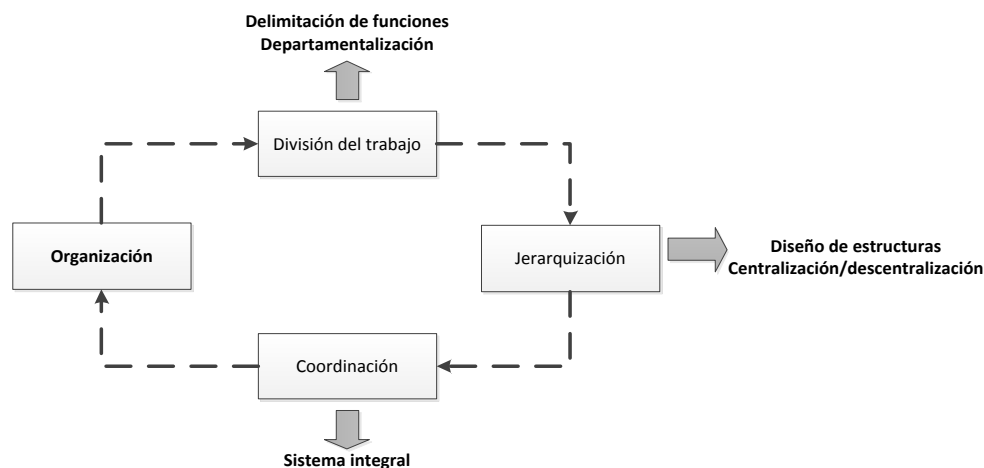 Delimitación de funciones
Departamentalización
División del trabajo
Organización
Jerarquización
Diseño de estructuras
Centralización/descentralización
Coordinación
Sistema integral